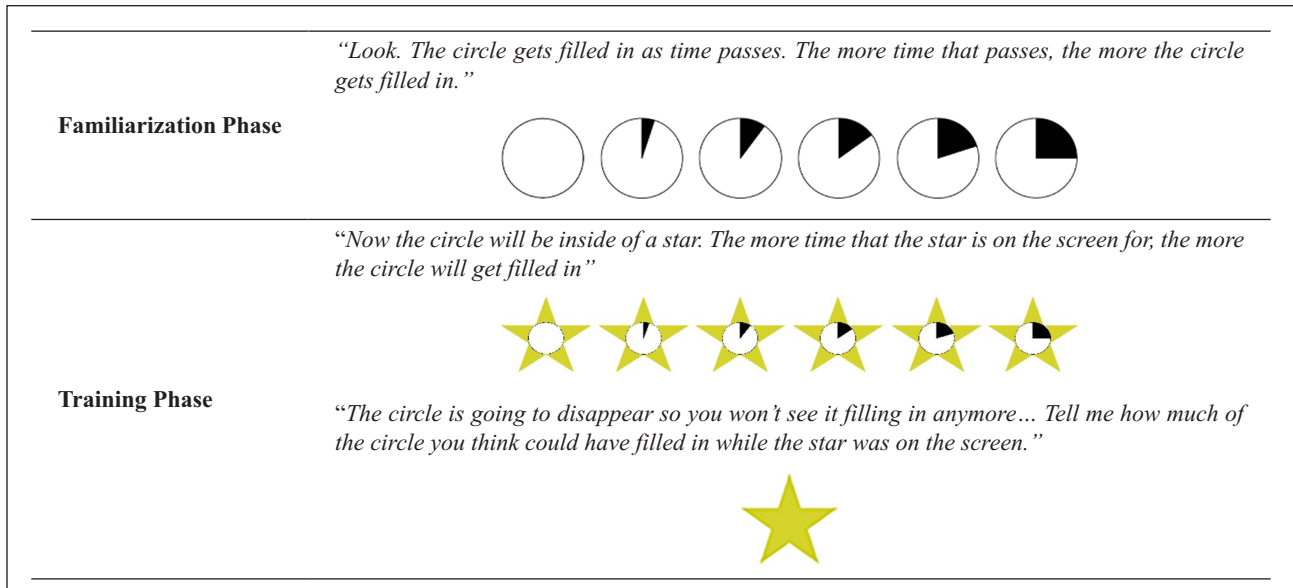 “Look. The circle gets filled in as time passes. The more time that passes, the more the circle
gets filled in.”
Familiarization Phase
“Now the circle will be inside of a star. The more time that the star is on the screen for, the more
the circle will get filled in”
Training Phase
“The circle is going to disappear so you won’t see it filling in anymore… Tell me how much of
the circle you think could have filled in while the star was on the screen.”